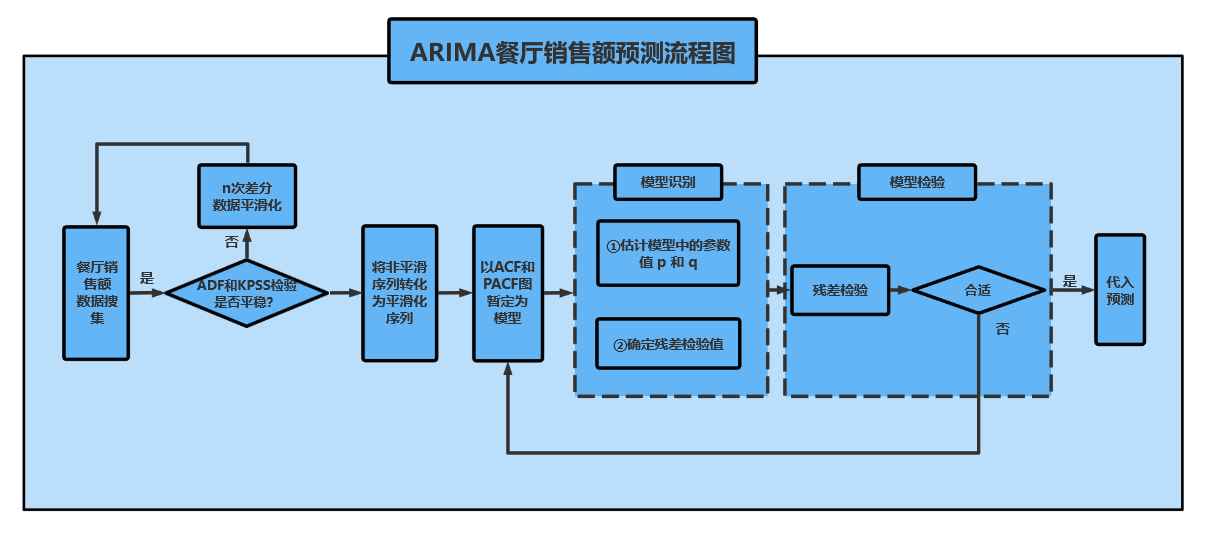 ARIMA餐厅销售额预测流程图
n次差分
数据平滑化
否
餐厅销
售额
数据搜
集
是
ADF和KPSS检验
是否平稳?
将非平滑
序列转化
为平滑化
序列
以ACF和
PACF图
暂定为
模型
模型识别
①估计模型中的参数
值 p 和 q
②确定残差检验值
模型检验
残差检验
合适
是
否
代入
预测